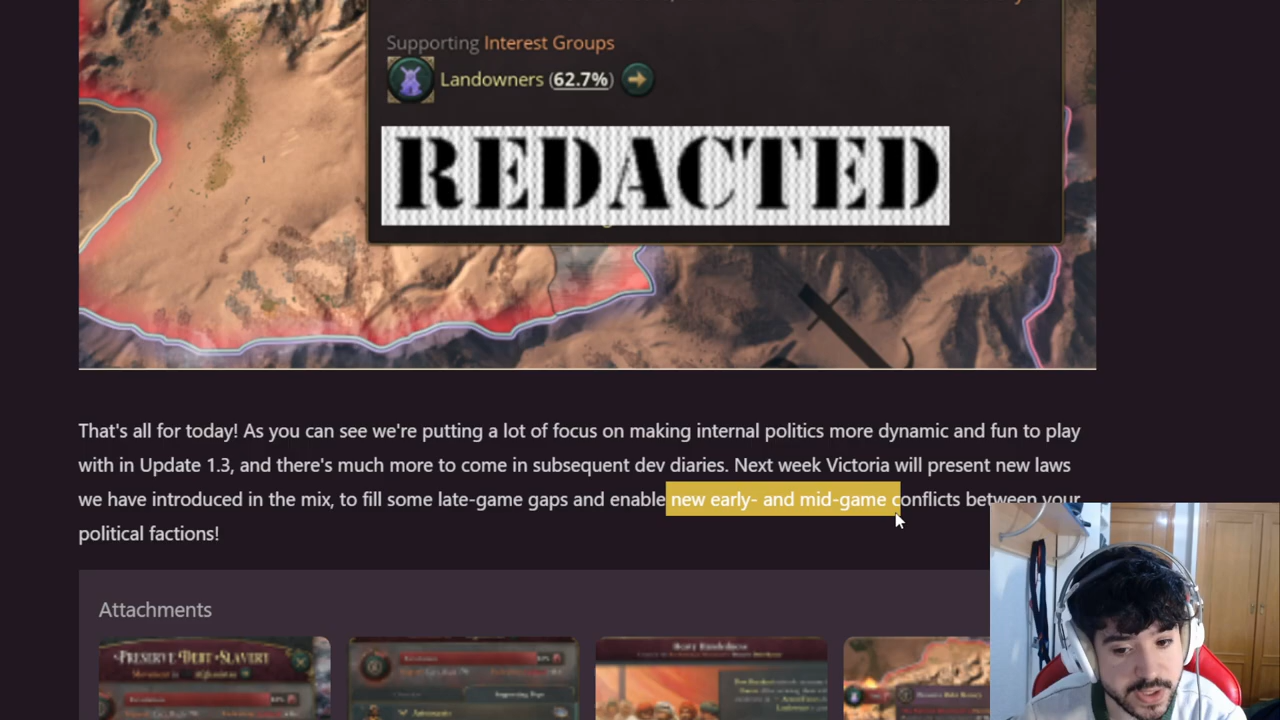 Supporting Interest Groups
Landowners (62.7%)
REDACTED
That's all for today! As you can see we're putting a lot of focus on making internal politics more dynamic and fun to play
with in Update 1.3, and there's much more to come in subsequent dev diaries. Next week Victoria will present new laws
we have introduced in the mix, to fill some late-game gaps and enable new early- and mid-game conflicts between your
political factions!
Attachments
PRESERVE DEBT SLAVERY